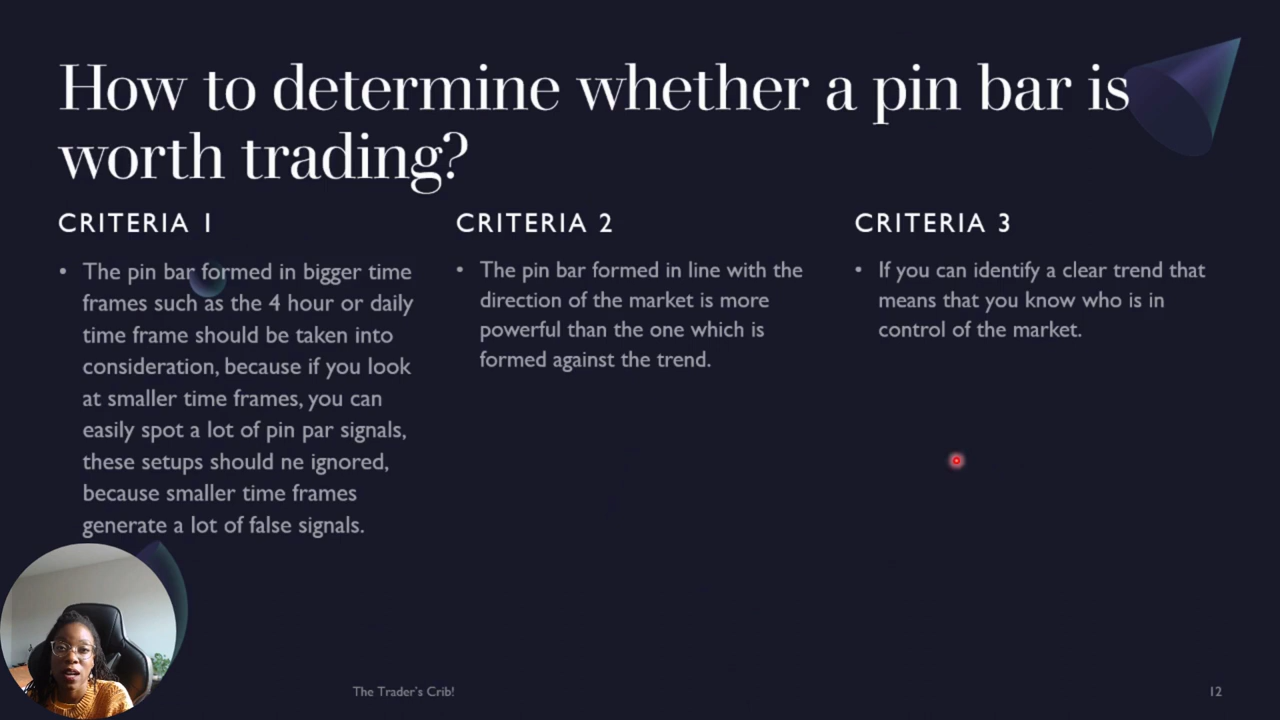 How to determine whether a pin bar is
worth trading?
CRITERIA 1
• The pin bar formed in bigger time
frames such as the 4 hour or daily
time frame should be taken into
consideration, because if you look
at smaller time frames, you can
easily spot a lot of pin par signals,
these setups should ne ignored,
because smaller time frames
generate a lot of false signals.
CRITERIA 2
• The pin bar formed in line with the
direction of the market is more
powerful than the one which is
formed against the trend.
CRITERIA 3
• If you can identify a clear trend that
means that you know who is in
control of the market.
The Trader's Crib!
12